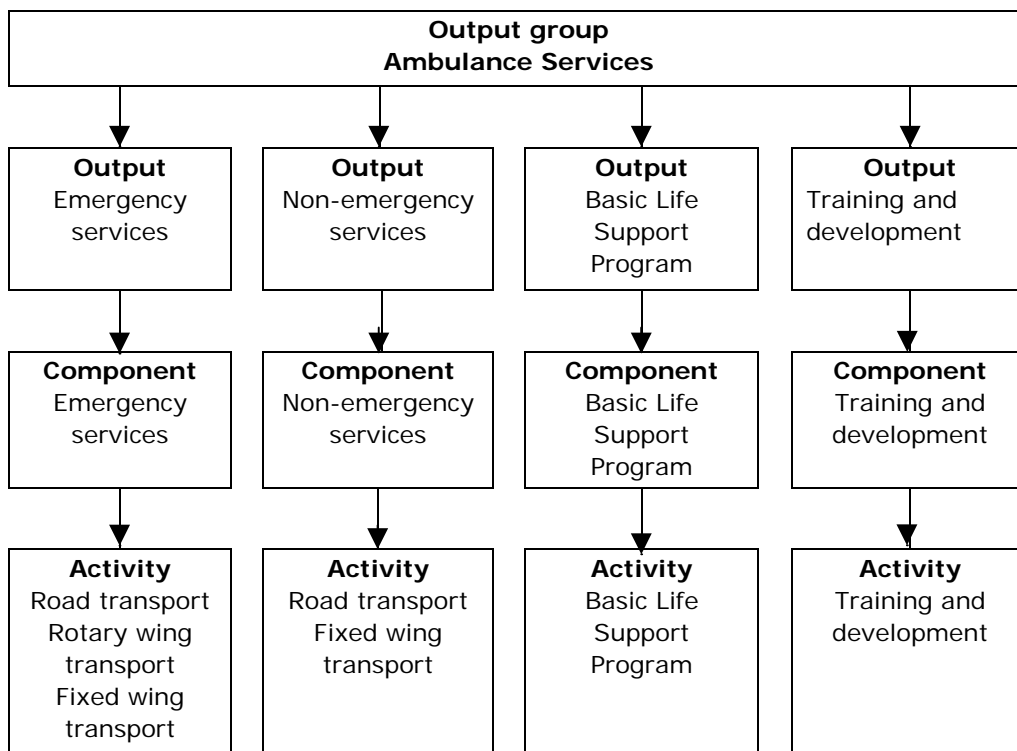 Output group
Ambulance Services
Output
Emergency
services
Output
Non-emergency
services
Output
Basic Life
Support
Program
Output
Training and
development
Component
Emergency
services
Component
Non-emergency
services
Component
Basic Life
Support
Program
Component
Training and
development
Activity
Road transport
Rotary wing
transport
Fixed wing
transport
Activity
Road transport
Fixed wing
transport
Activity
Basic Life
Support
Program
Activity
Training and
development